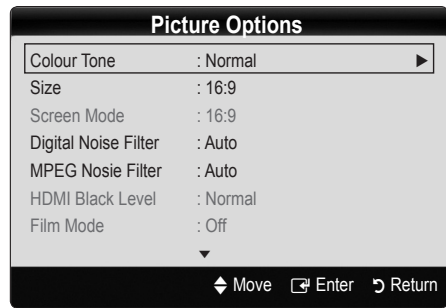 Picture Options
Colour Tone : Normal
Size : 16:9
Screen Mode : 16:9
Digital Noise Filter : Auto
MPEG Nosie Filter : Auto
HDMI Black Level : Normal
Film Mode : Off
Move Enter Return